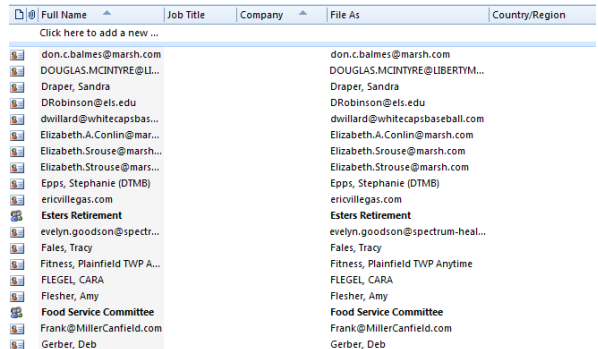 Full Name Job Title Company File As Country/Region
Click here to add a new ...
don.c.balmes@marsh.com don.c.balmes@marsh.com
DOUGLAS.MCINTYRE@LI... DOUGLAS.MCINTYRE@LIBERTYM...
Draper, Sandra Draper, Sandra
DRobinson@els.edu DRobinson@els.edu
dwillard@whitecapsbas... dwillard@whitecapsbaseball.com
Elizabeth.A.Conlin@mar... Elizabeth.A.Conlin@marsh.com
Elizabeth.Srouse@marsh... Elizabeth.Srouse@marsh.com
Elizabeth.Strouse@mars... Elizabeth.Strouse@marsh.com
Epps, Stephanie (DTMB) Epps, Stephanie (DTMB)
ericvillegas.com ericvillegas.com
Esters Retirement Esters Retirement
evelyn.goodson@spectr... evelyn.goodson@spectrum-heal...
Fales, Tracy Fales, Tracy
Fitness, Plainfield TWP A... Fitness, Plainfield TWP Anytime
FLEGEL, CARA FLEGEL, CARA
Flesher, Amy Flesher, Amy
Food Service Committee Food Service Committee
Frank@MillerCanfield.com Frank@MillerCanfield.com
Gerber, Deb Gerber, Deb